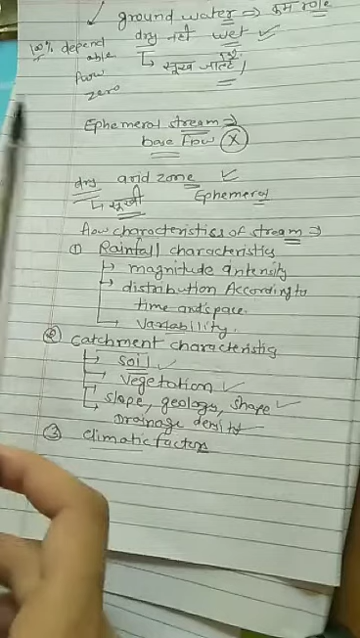 ground water ⇒ कम role
100% depend dry नदी wet ✓
able ↳ सूख जाती है
flow
zero
Ephemeral stream ⇒
base flow ⓧ
dry arid zone ✓
↳ सूखी Ephemeral
flow characteristics of stream ⇒
① Rainfall characteristics
→ magnitude intensity
→ distribution According to
time and space.
→ variability.
② catchment characteristics
→ soil ✓
→ vegetation ✓
→ slope, geology, shape ✓
Drainage density
③ climatic factors